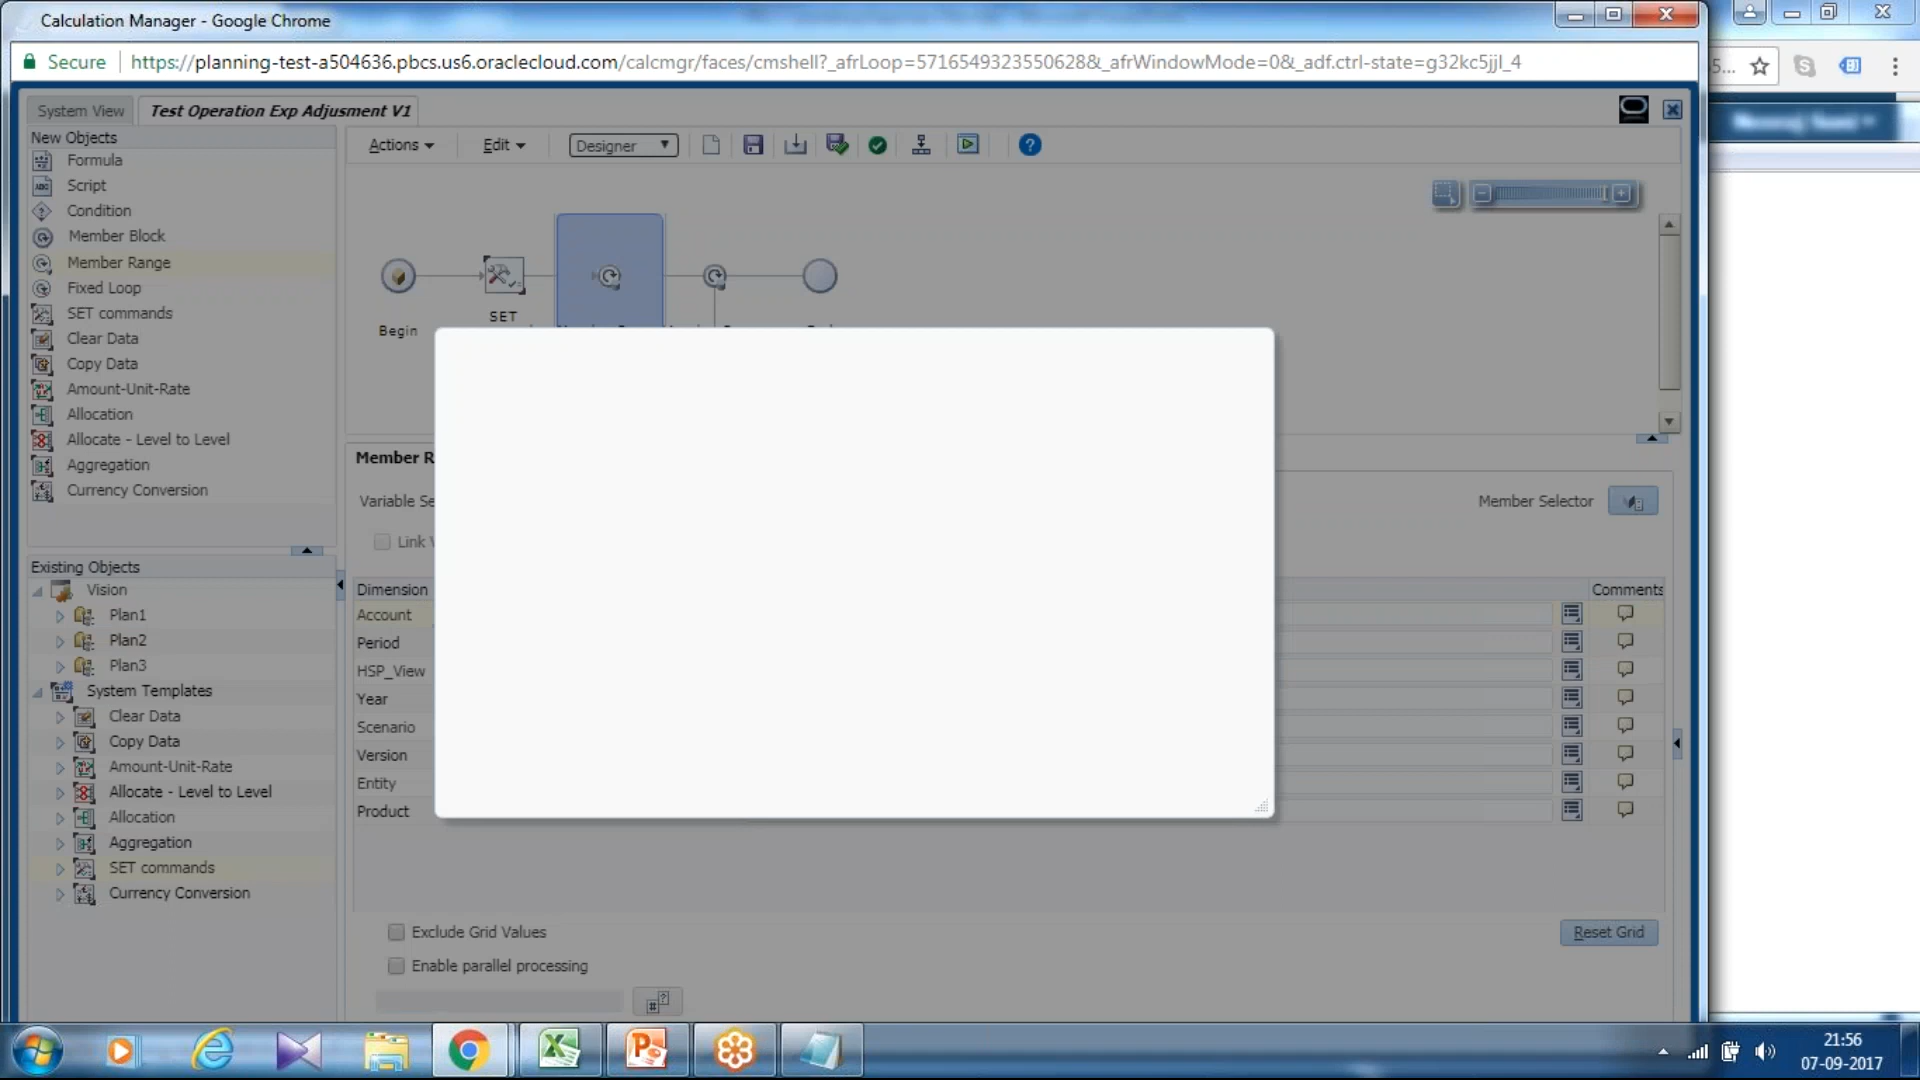 Calculation Manager - Google Chrome
Secure https://planning-test-a504636.pbcs.us6.oraclecloud.com/calcmgr/faces/cmshell?_afrLoop=571654932355062​8&_afrWindowMode=0&_adf.ctrl-state=g32kc5jjl_4
5...
System View
Test Operation Exp Adjusment V1
New Objects
Formula
Script
Condition
Member Block
Member Range
Fixed Loop
SET commands
Clear Data
Copy Data
Amount-Unit-Rate
Allocation
Allocate - Level to Level
Aggregation
Currency Conversion
Actions
Edit
Designer
Begin
SET
Existing Objects
Vision
Plan1
Plan2
Plan3
System Templates
Clear Data
Copy Data
Amount-Unit-Rate
Allocate - Level to Level
Allocation
Aggregation
SET commands
Currency Conversion
Member R
Variable Se
Member Selector
Link V
Dimension
Comments
Account
Period
HSP_View
Year
Scenario
Version
Entity
Product
Exclude Grid Values
Reset Grid
Enable parallel processing
21:56
07-09-2017